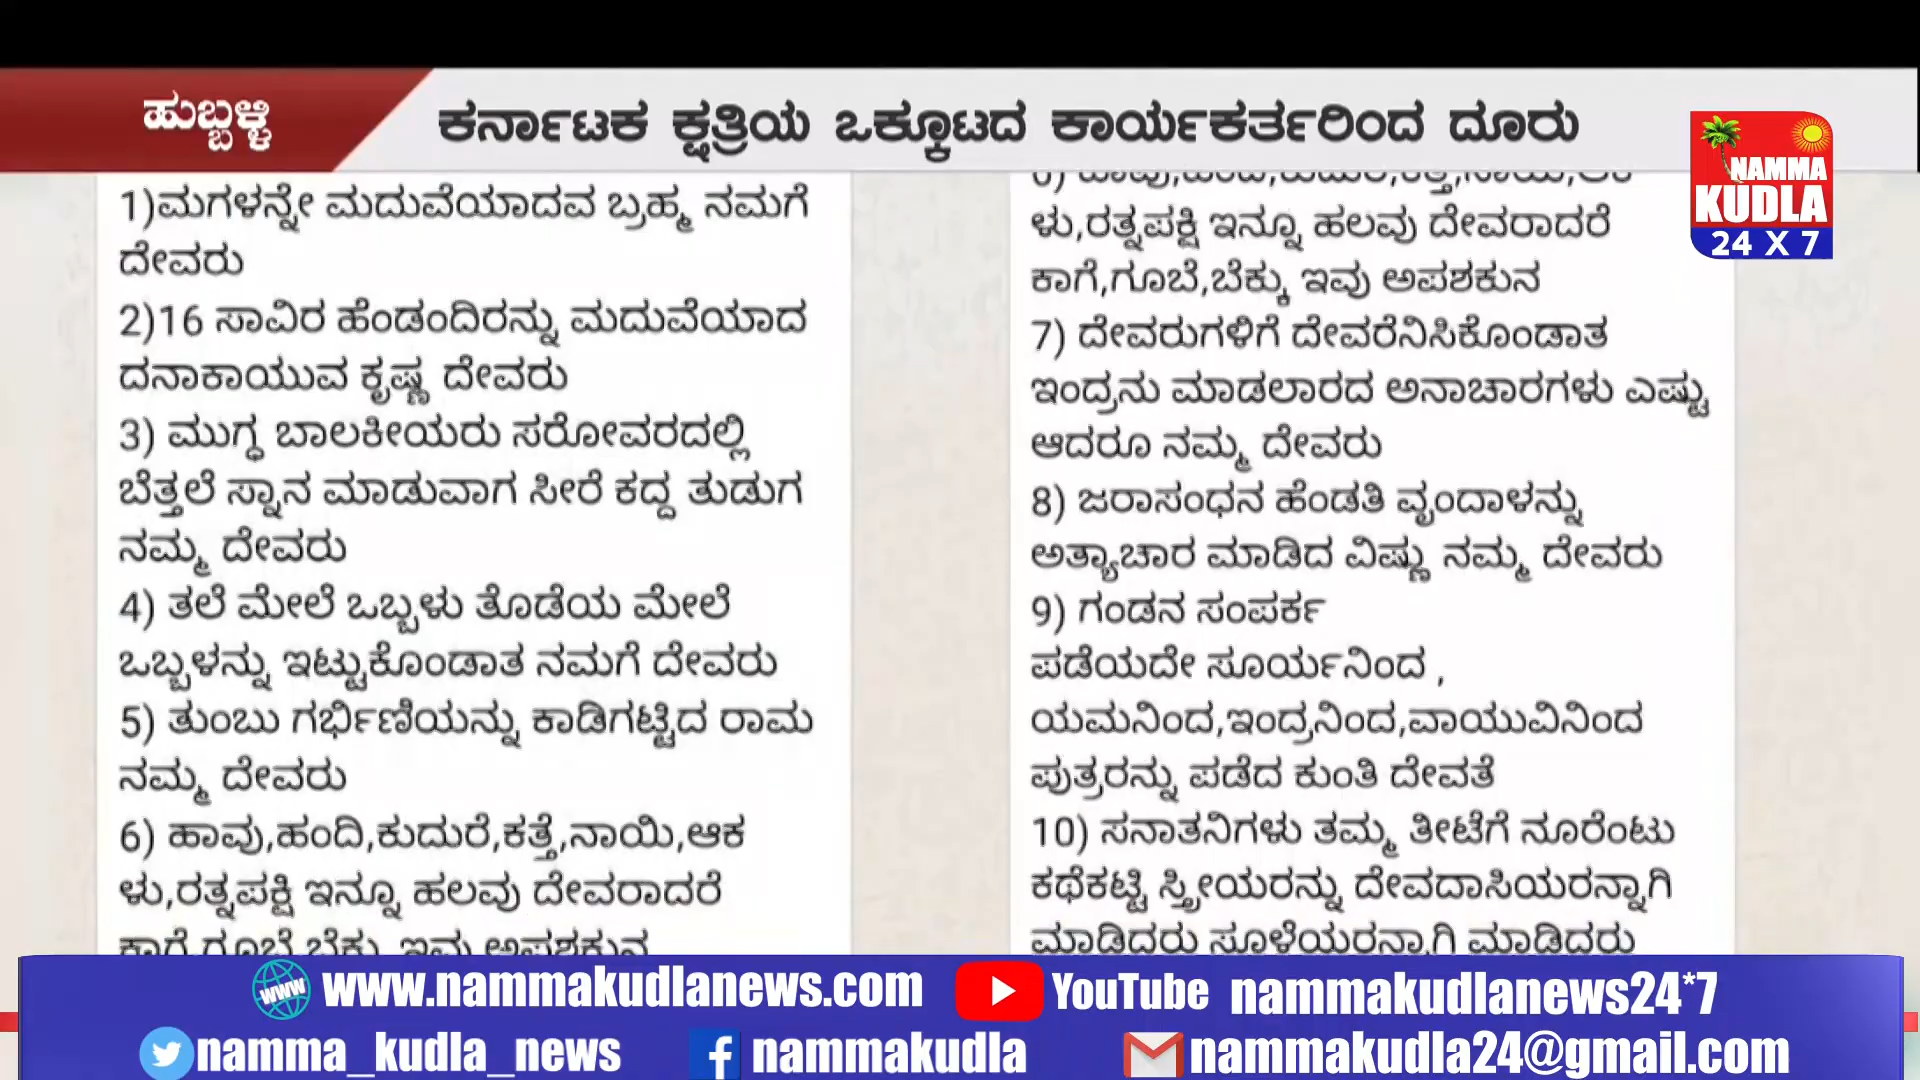 ಹುಬ್ಬಳ್ಳಿ
ಕರ್ನಾಟಕ ಕ್ಷತ್ರಿಯ ಒಕ್ಕೂಟದ ಕಾರ್ಯಕರ್ತರಿಂದ ದೂರು
NAMMA
KUDLA
24 X 7
1)ಮಗಳನ್ನೇ ಮದುವೆಯಾದವ ಬ್ರಹ್ಮ ನಮಗೆ
ದೇವರು
2)16 ಸಾವಿರ ಹೆಂಡಂದಿರನ್ನು ಮದುವೆಯಾದ
ದನಾಕಾಯುವ ಕೃಷ್ಣ ದೇವರು
3) ಮುಗ್ಧ ಬಾಲಕೀಯರು ಸರೋವರದಲ್ಲಿ
ಬೆತ್ತಲೆ ಸ್ನಾನ ಮಾಡುವಾಗ ಸೀರೆ ಕದ್ದ ತುಡುಗ
ನಮ್ಮ ದೇವರು
4) ತಲೆ ಮೇಲೆ ಒಬ್ಬಳು ತೊಡೆಯ ಮೇಲೆ
ಒಬ್ಬಳನ್ನು ಇಟ್ಟುಕೊಂಡಾತ ನಮಗೆ ದೇವರು
5) ತುಂಬು ಗರ್ಭಿಣಿಯನ್ನು ಕಾಡಿಗಟ್ಟಿದ ರಾಮ
ನಮ್ಮ ದೇವರು
6) ಹಾವು,ಹಂದಿ,ಕುದುರೆ,ಕತ್ತೆ,ನಾಯಿ,ಆಕ
ಳು,ರತ್ನಪಕ್ಷಿ ಇನ್ನೂ ಹಲವು ದೇವರಾದರೆ
ಕಾಗೆ,ಗೂಬೆ,ಬೆಕ್ಕು ಇವು ಅಪಶಕುನ
6) ಹಾವು,ಹಂದಿ,ಕುದುರೆ,ಕತ್ತೆ,ನಾಯಿ,ಆಕ
ಳು,ರತ್ನಪಕ್ಷಿ ಇನ್ನೂ ಹಲವು ದೇವರಾದರೆ
ಕಾಗೆ,ಗೂಬೆ,ಬೆಕ್ಕು ಇವು ಅಪಶಕುನ
7) ದೇವರುಗಳಿಗೆ ದೇವರೆನಿಸಿಕೊಂಡಾತ
ಇಂದ್ರನು ಮಾಡಲಾರದ ಅನಾಚಾರಗಳು ಎಷ್ಟು
ಆದರೂ ನಮ್ಮ ದೇವರು
8) ಜರಾಸಂಧನ ಹೆಂಡತಿ ವೃಂದಾಳನ್ನು
ಅತ್ಯಾಚಾರ ಮಾಡಿದ ವಿಷ್ಣು ನಮ್ಮ ದೇವರು
9) ಗಂಡನ ಸಂಪರ್ಕ
ಪಡೆಯದೇ ಸೂರ್ಯನಿಂದ ,
ಯಮನಿಂದ,ಇಂದ್ರನಿಂದ,ವಾಯುವಿನಿಂದ
ಪುತ್ರರನ್ನು ಪಡೆದ ಕುಂತಿ ದೇವತೆ
10) ಸನಾತನಿಗಳು ತಮ್ಮ ತೀಟೆಗೆ ನೂರೆಂಟು
ಕಥೆಕಟ್ಟಿ ಸ್ತ್ರೀಯರನ್ನು ದೇವದಾಸಿಯರನ್ನಾಗಿ
ಮಾಡಿದರು ಸೂಳೆಯರನ್ನಾಗಿ ಮಾಡಿದರು
www www.nammakudlanews.com YouTube nammakudlanews24*7
namma_kudla_news f nammakudla nammakudla24@gmail.com